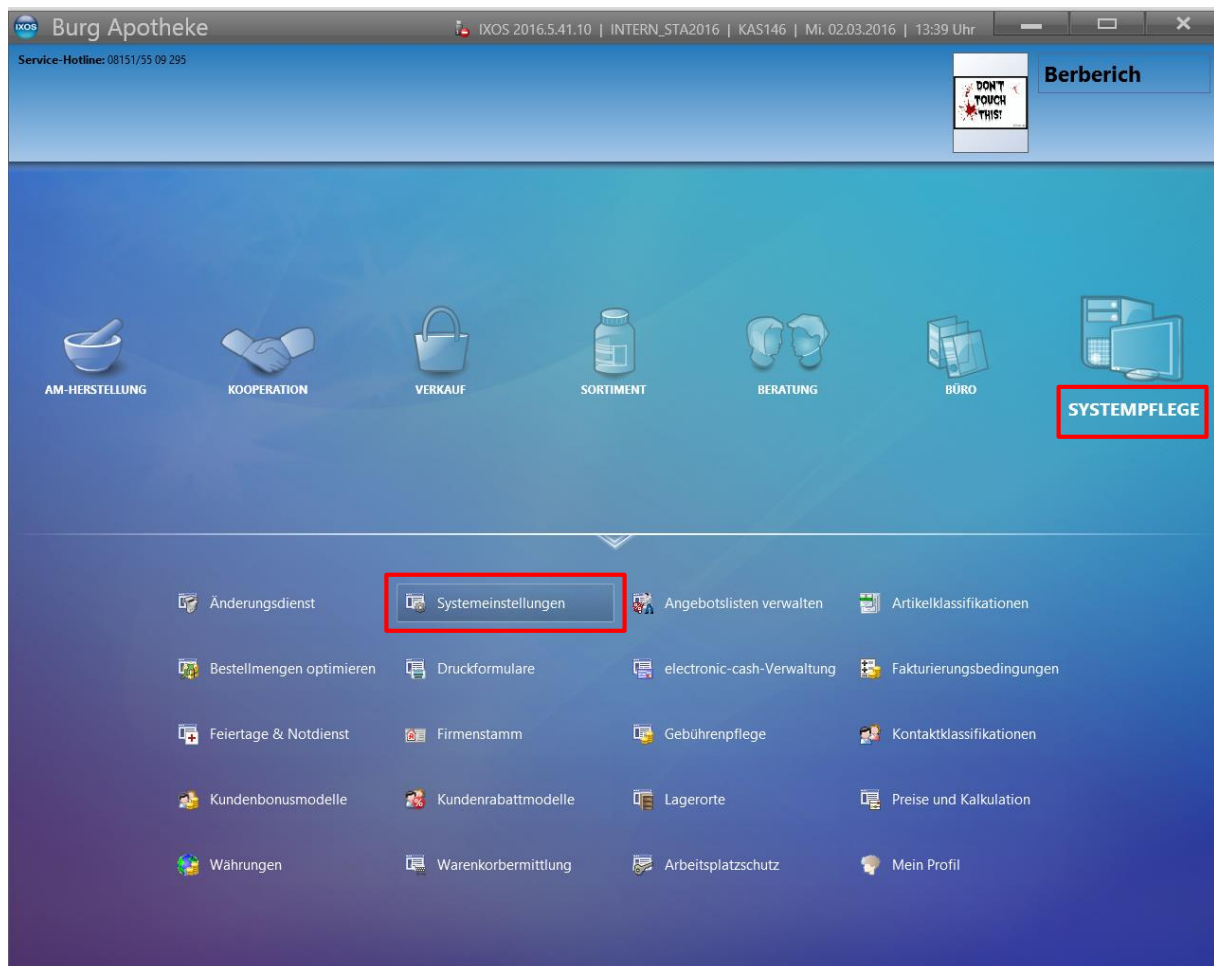 IXOS Burg Apotheke
IXOS 2016.5.41.10 | INTERN_STA2016 | KAS146 | Mi. 02.03.2016 | 13:39 Uhr
Service-Hotline: 08151/55 09 295
DON'T
TOUCH
THIS!
Berberich
AM-HERSTELLUNG
KOOPERATION
VERKAUF
SORTIMENT
BERATUNG
BÜRO
SYSTEMPFLEGE
Änderungsdienst
Systemeinstellungen
Angebotslisten verwalten
Artikelklassifikationen
Bestellmengen optimieren
Druckformulare
electronic-cash-Verwaltung
Fakturierungsbedingungen
Feiertage & Notdienst
Firmenstamm
Gebührenpflege
Kontaktklassifikationen
Kundenbonusmodelle
Kundenrabattmodelle
Lagerorte
Preise und Kalkulation
Währungen
Warenkorbermittlung
Arbeitsplatzschutz
Mein Profil